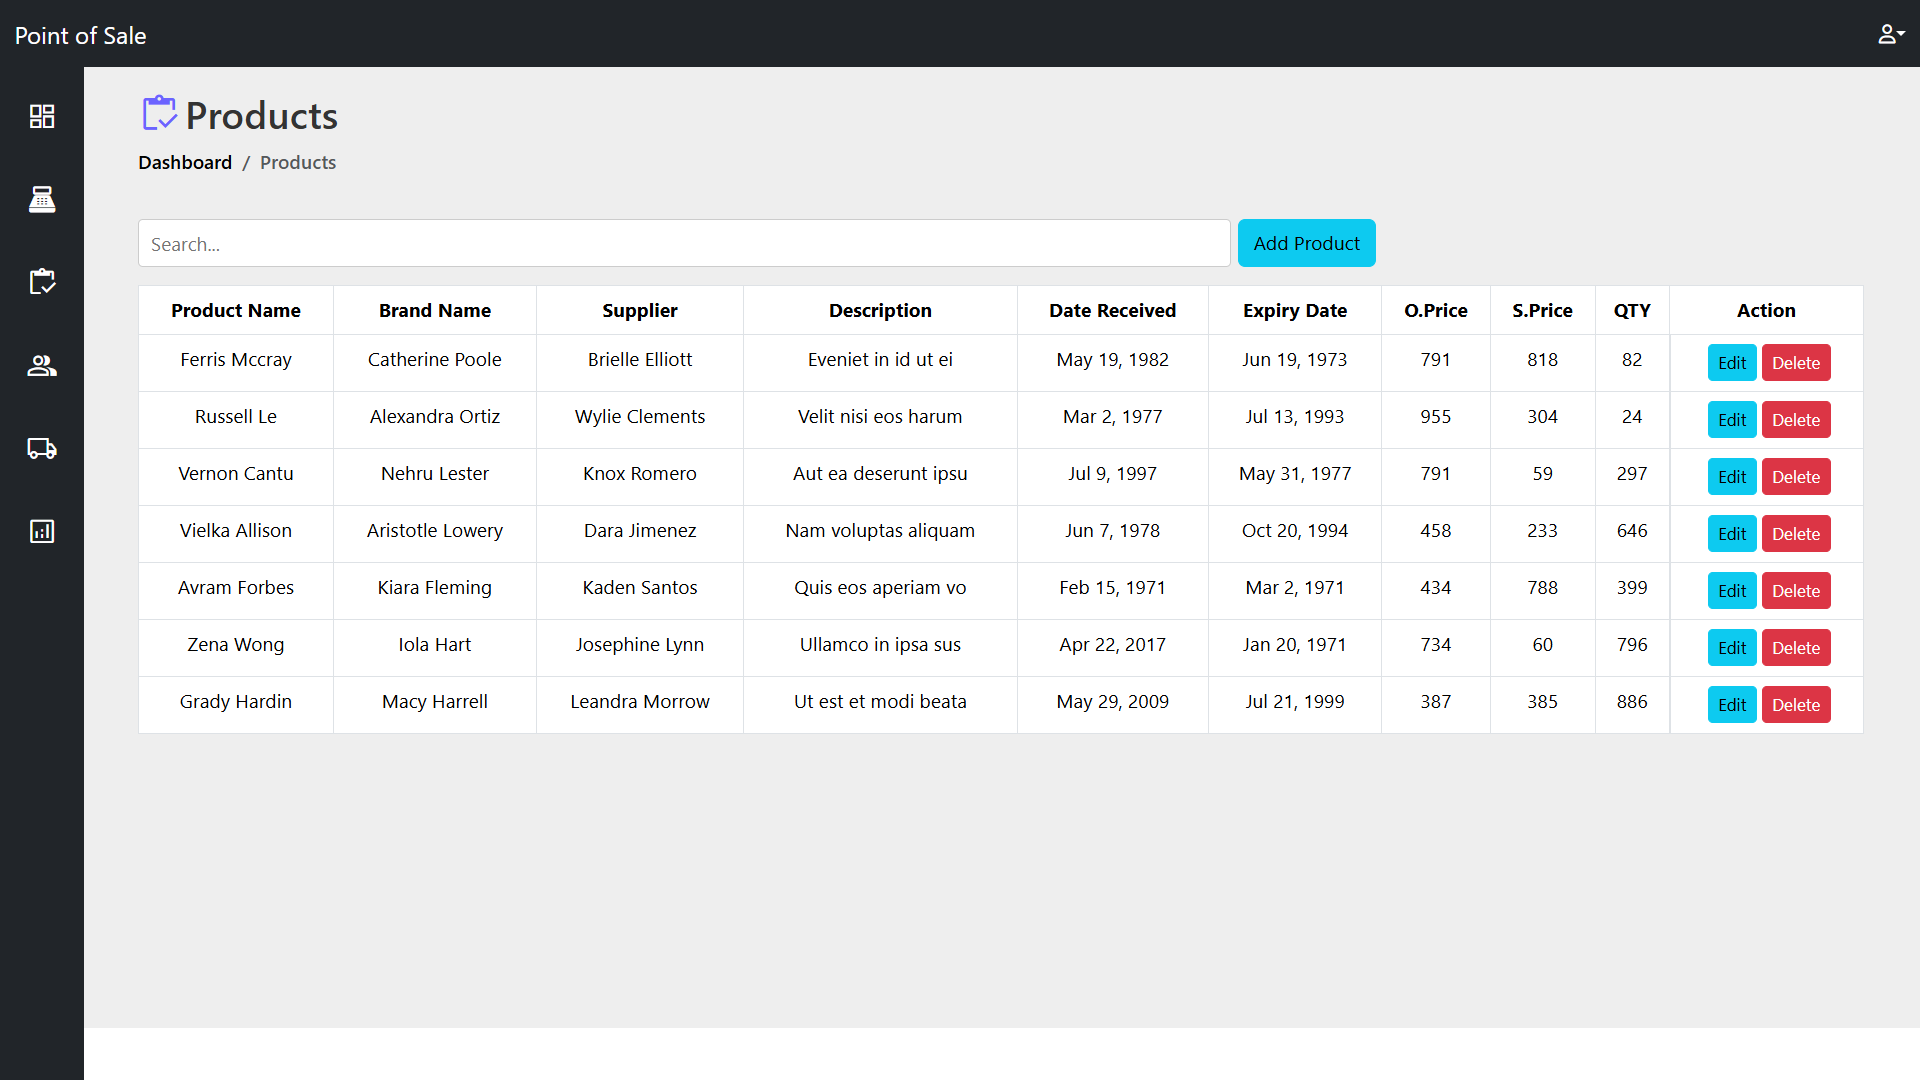 Point of Sale
Products
Dashboard / Products
Search...
Add Product
Product Name Brand Name Supplier Description Date Received Expiry Date O.Price S.Price QTY Action
Ferris Mccray Catherine Poole Brielle Elliott Eveniet in id ut ei May 19, 1982 Jun 19, 1973 791 818 82 Edit Delete
Russell Le Alexandra Ortiz Wylie Clements Velit nisi eos harum Mar 2, 1977 Jul 13, 1993 955 304 24 Edit Delete
Vernon Cantu Nehru Lester Knox Romero Aut ea deserunt ipsu Jul 9, 1997 May 31, 1977 791 59 297 Edit Delete
Vielka Allison Aristotle Lowery Dara Jimenez Nam voluptas aliquam Jun 7, 1978 Oct 20, 1994 458 233 646 Edit Delete
Avram Forbes Kiara Fleming Kaden Santos Quis eos aperiam vo Feb 15, 1971 Mar 2, 1971 434 788 399 Edit Delete
Zena Wong Iola Hart Josephine Lynn Ullamco in ipsa sus Apr 22, 2017 Jan 20, 1971 734 60 796 Edit Delete
Grady Hardin Macy Harrell Leandra Morrow Ut est et modi beata May 29, 2009 Jul 21, 1999 387 385 886 Edit Delete